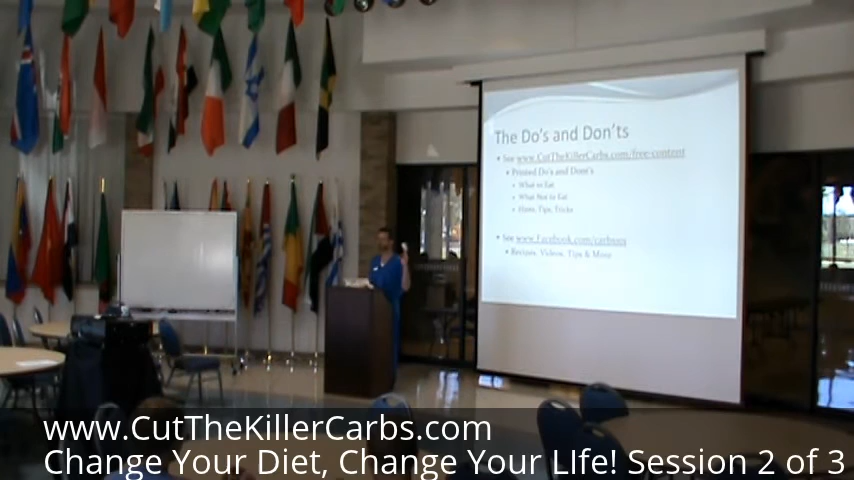 The Do's and Don'ts
• See www.CutTheKillerCarbs.com/free-content
• Printed Do's and Dont's
• What to Eat
• What Not to Eat
• Hints, Tips, Tricks
• See www.Facebook.com/carbsox
• Recipes, Videos, Tips & More
www.CutTheKillerCarbs.com
Change Your Diet, Change Your LIfe! Session 2 of 3